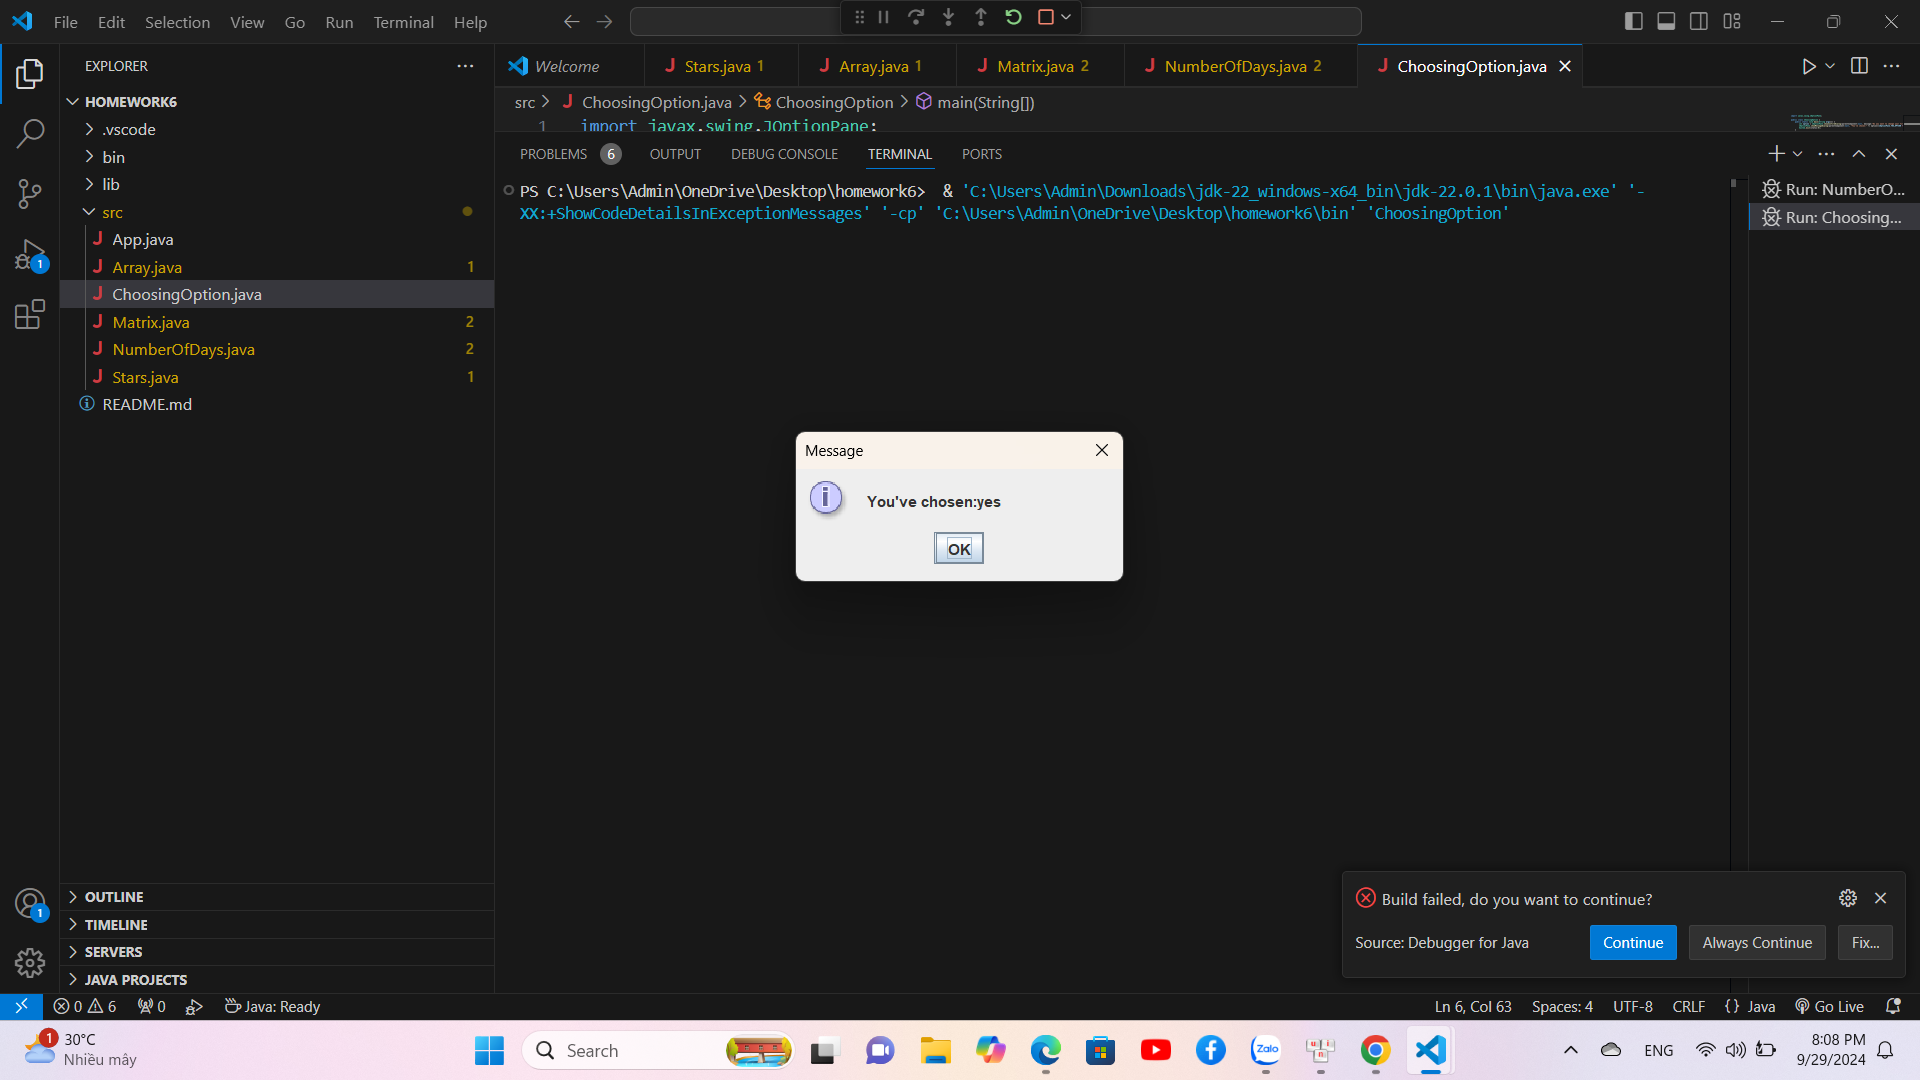 File Edit Selection View Go Run Terminal Help
EXPLORER
HOMEWORK6
.vscode
bin
lib
src
App.java
Array.java 1
ChoosingOption.java
Matrix.java 2
NumberOfDays.java 2
Stars.java 1
README.md
OUTLINE
TIMELINE
SERVERS
JAVA PROJECTS
1
1
Welcome
Stars.java 1
Array.java 1
Matrix.java 2
NumberOfDays.java 2
ChoosingOption.java
src > ChoosingOption.java > ChoosingOption > main(String[])
1 import javax.swing.JOptionPane;
PROBLEMS 6 OUTPUT DEBUG CONSOLE TERMINAL PORTS
PS C:\Users\Admin\OneDrive\Desktop\homework6> & 'C:\Users\Admin\Downloads\jdk-22_windows-x64_bin\jdk-22.0.1\bin\java.exe' '-
XX:+ShowCodeDetailsInExceptionMessages' '-cp' 'C:\Users\Admin\OneDrive\Desktop\homework6\bin' 'ChoosingOption'
Run: NumberO...
Run: Choosing...
Message
You've chosen:yes
OK
Build failed, do you want to continue?
Source: Debugger for Java
Continue
Always Continue
Fix...
0 6 0 Java: Ready
Ln 6, Col 63 Spaces: 4 UTF-8 CRLF {} Java Go Live
1
30°C
Nhiều mây
Search
Zalo
ENG
8:08 PM
9/29/2024